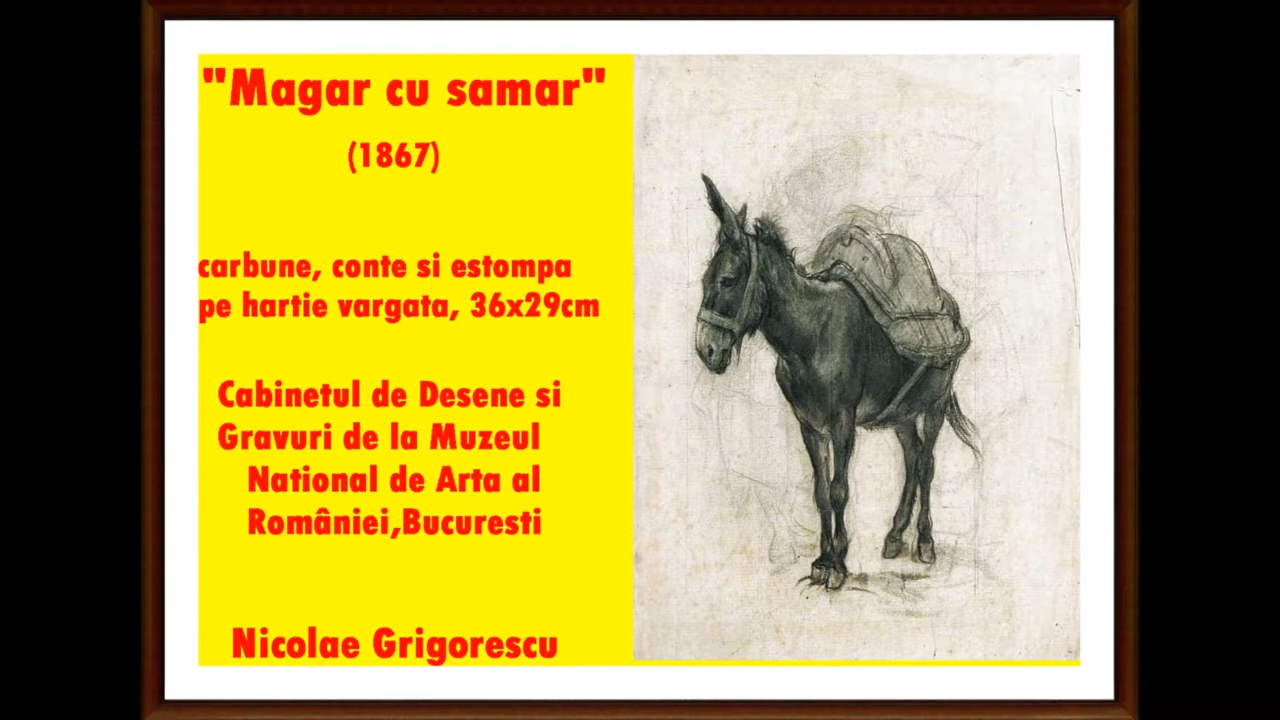 "Magar cu samar"
(1867)
carbune, conte si estompa
pe hartie vargata, 36x29cm
Cabinetul de Desene si
Gravuri de la Muzeul
National de Arta al
României,Bucuresti
Nicolae Grigorescu